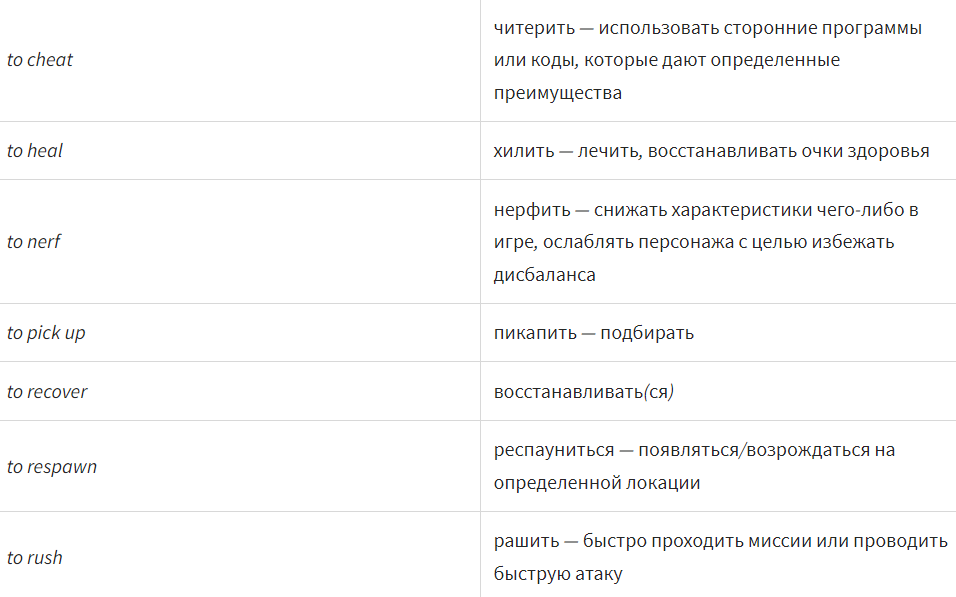 to cheat
читерить — использовать сторонние программы
или коды, которые дают определенные
преимущества
to heal
хилить — лечить, восстанавливать очки здоровья
to nerf
нерфить — снижать характеристики чего-либо в
игре, ослаблять персонажа с целью избежать
дисбаланса
to pick up
пикапить — подбирать
to recover
восстанавливать(ся)
to respawn
респауниться — появляться/возрождаться на
определенной локации
to rush
рашить — быстро проходить миссии или проводить
быструю атаку